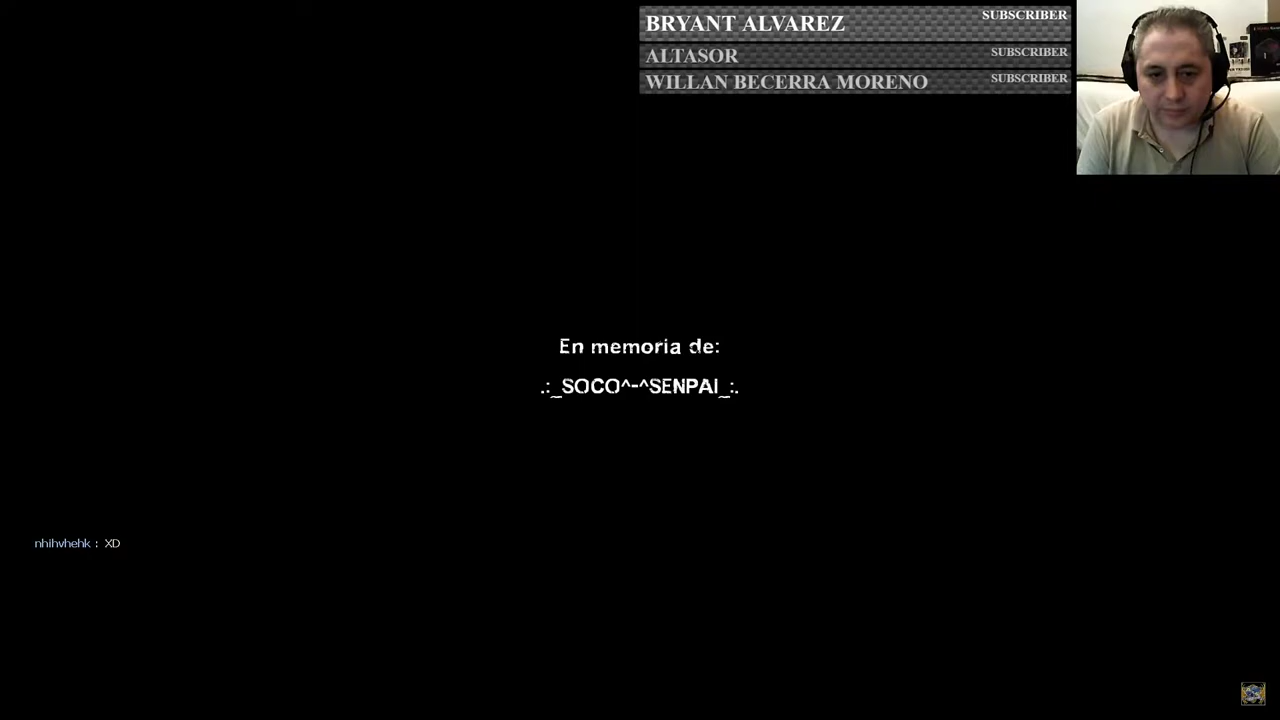 BRYANT ALVAREZ SUBSCRIBER
ALTASOR SUBSCRIBER
WILLAN BECERRA MORENO SUBSCRIBER
En memoria de:
.:_SOCO^-^SENPAI_:.
nhihvhehk : XD